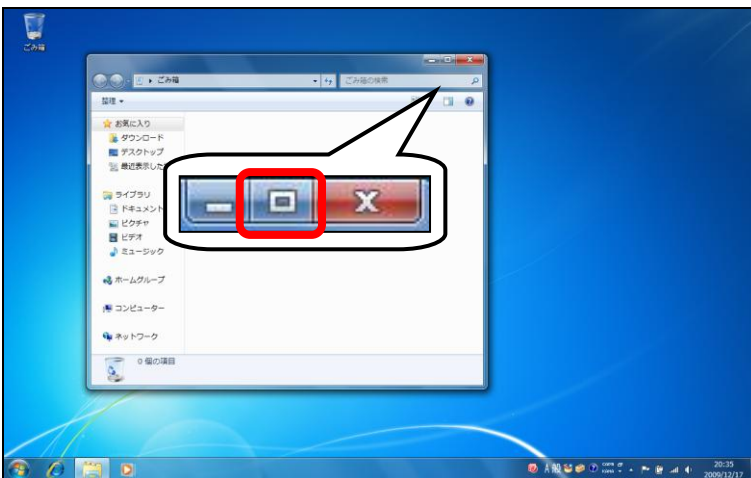 ごみ箱
ごみ箱
ごみ箱の検索
整理
お気に入り
ダウンロード
デスクトップ
最近表示した
ライブラリ
ドキュメント
ピクチャ
ビデオ
ミュージック
ホームグループ
コンピューター
ネットワーク
0 個の項目
A 般
20:35
2009/12/17